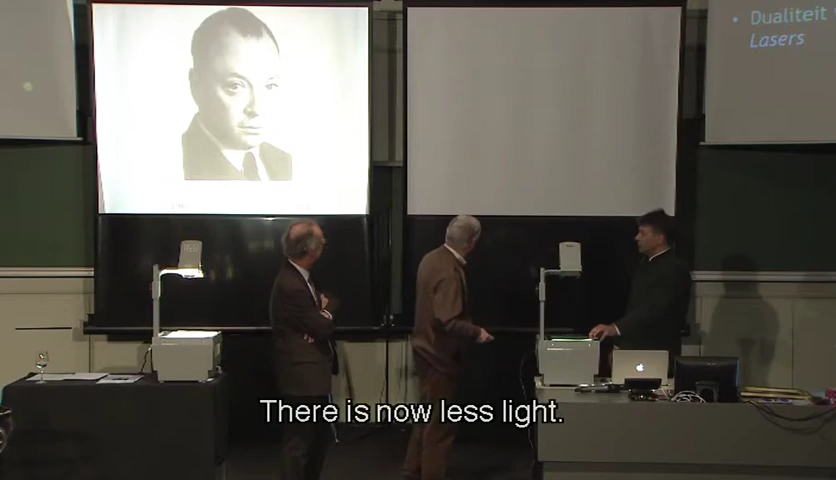 • Dualiteit
Lasers
There is now less light.